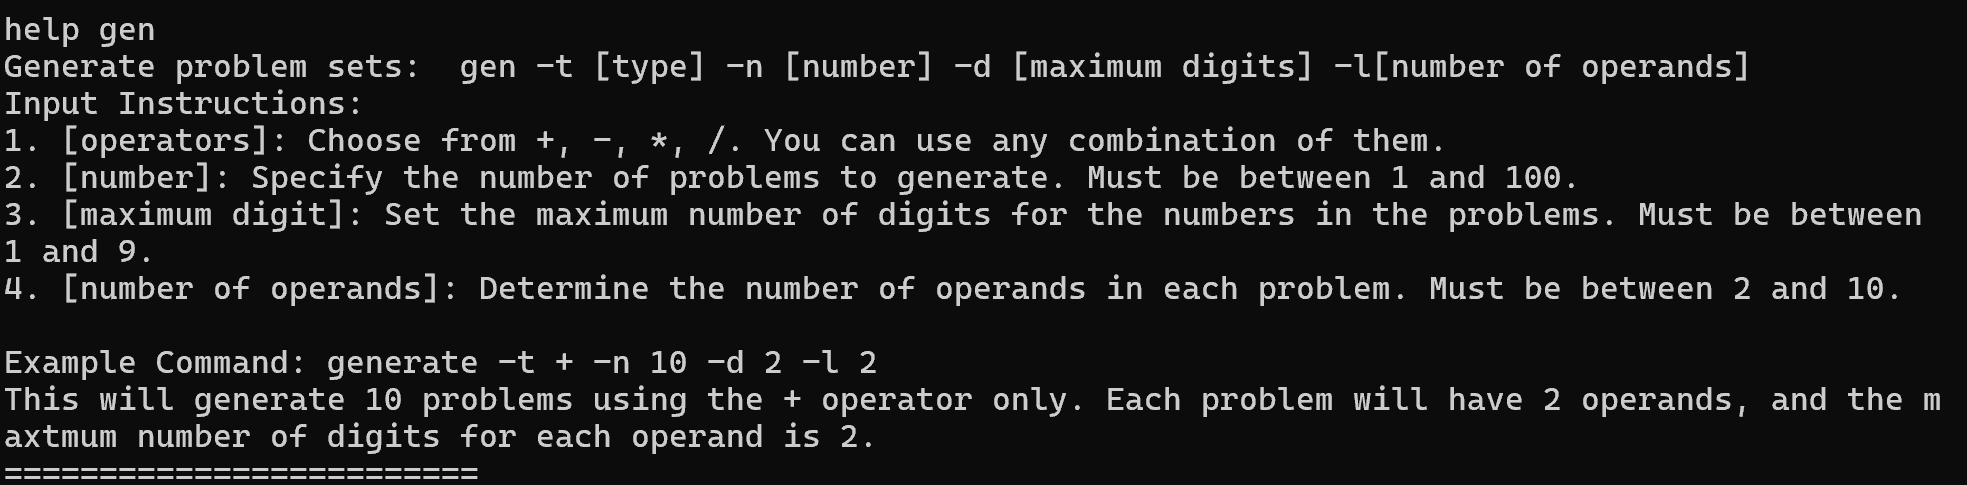 help gen
Generate problem sets:  gen -t [type] -n [number] -d [maximum digits] -l[number of operands]
Input Instructions:
1. [operators]: Choose from +, -, *, /. You can use any combination of them.
2. [number]: Specify the number of problems to generate. Must be between 1 and 100.
3. [maximum digit]: Set the maximum number of digits for the numbers in the problems. Must be between
1 and 9.
4. [number of operands]: Determine the number of operands in each problem. Must be between 2 and 10.
Example Command: generate -t + -n 10 -d 2 -l 2
This will generate 10 problems using the + operator only. Each problem will have 2 operands, and the m
axtmum number of digits for each operand is 2.
=========================